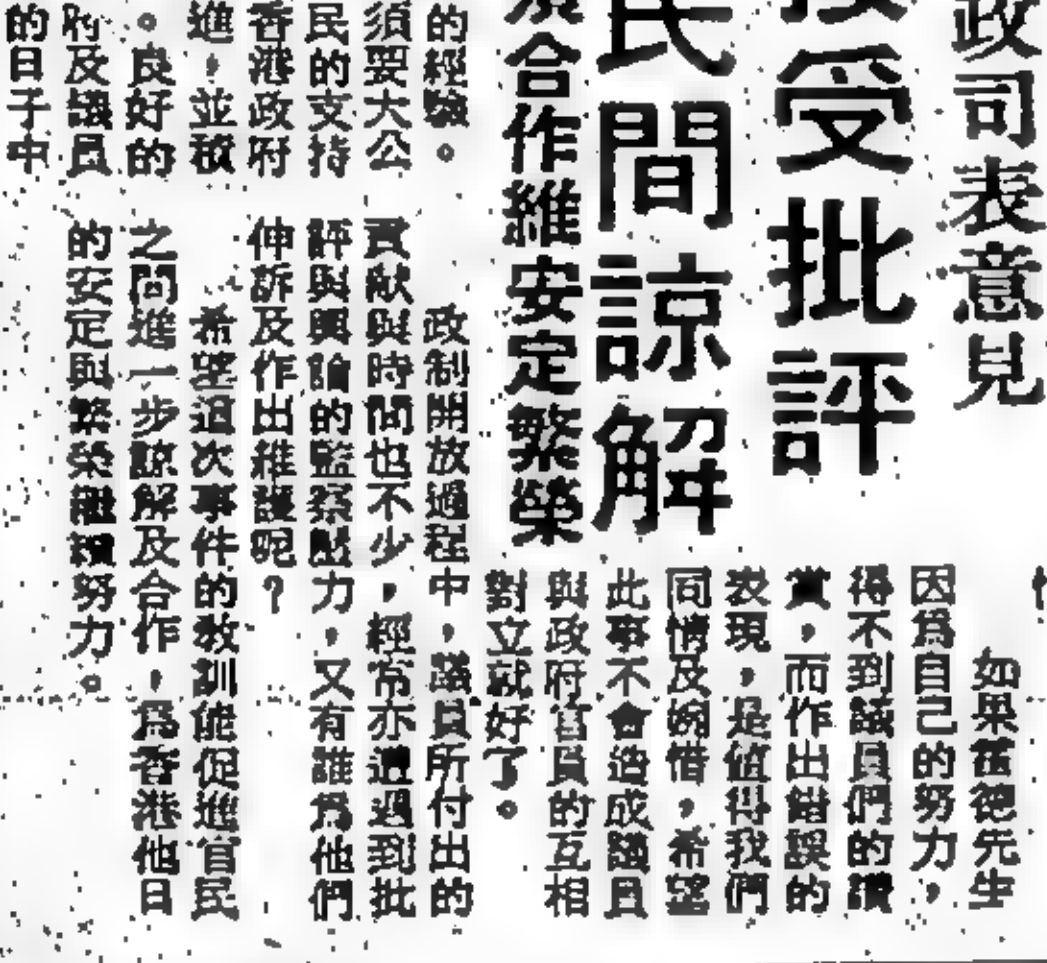 政司表意見
接受批評
民間諒解
須合作維安定繁榮
的經驗。
須要大公
民的支持
香港政府
進，並積
。良好的
府及議員
的日子中
如果舊德先生
因為自己的努力，
得不到議員們的讚
賞，而作出錯誤的
表現，是值得我們
同情及婉惜，希望
此事不會造成議員
與政府官員的互相
對立就好了。
政制開放過程中，議員所付出的
貢獻與時間也不少，經常亦遭遇到批
評與輿論的監察壓力，又有誰為他們
仲訴及作出維護呢？
希望這次事件的教訓能促進官民
之間進一步諒解及合作，為香港他日
的安定與繁榮繼續努力。